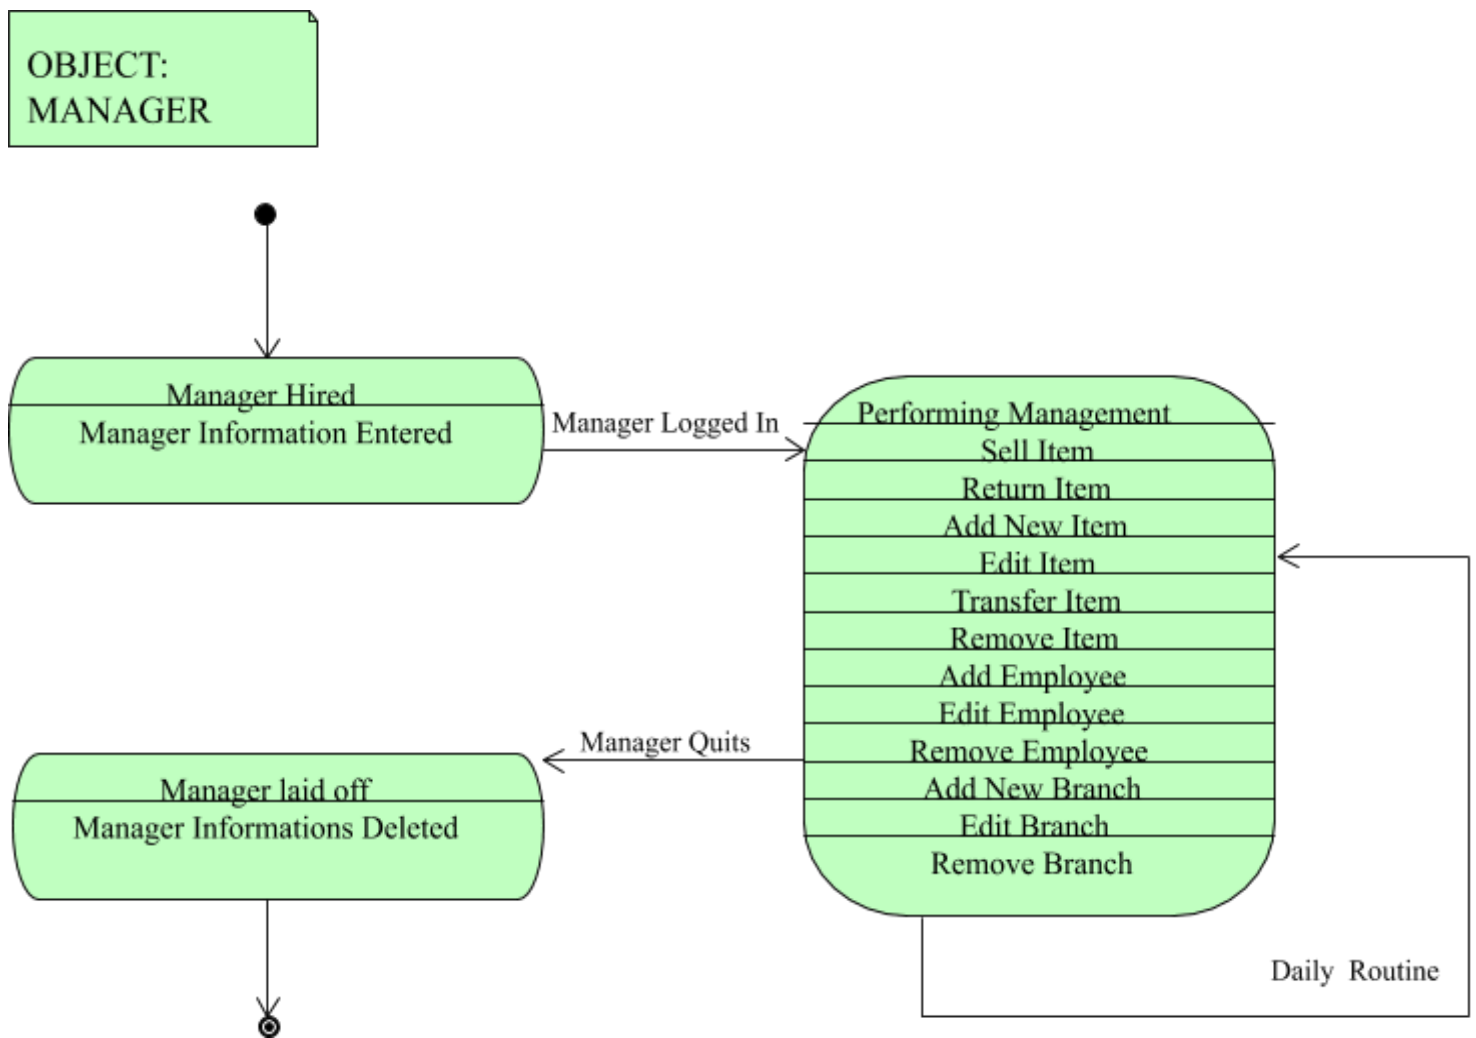 OBJECT:
MANAGER
Manager Hired
Manager Information Entered
Manager Logged In
Performing Management
Sell Item
Return Item
Add New Item
Edit Item
Transfer Item
Remove Item
Add Employee
Edit Employee
Remove Employee
Add New Branch
Edit Branch
Remove Branch
Manager Quits
Manager laid off
Manager Informations Deleted
Daily Routine